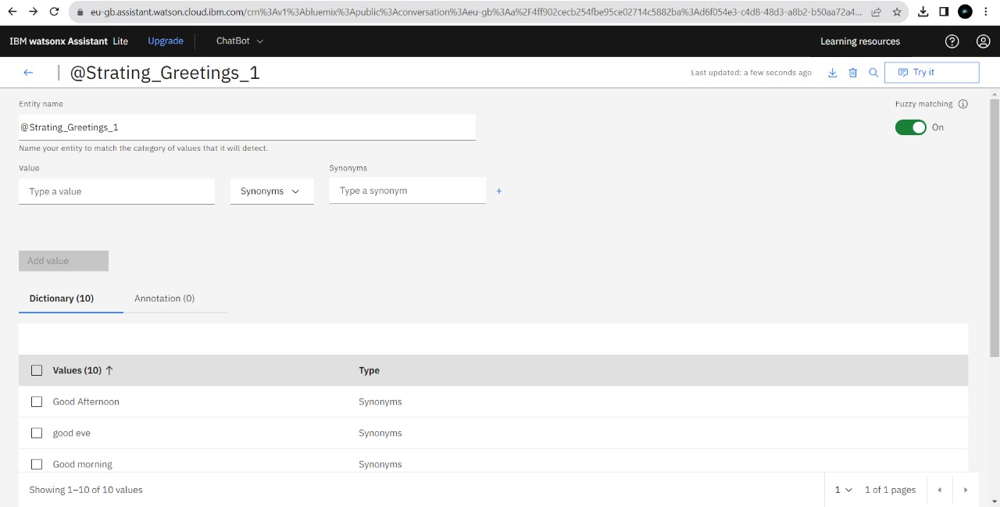 eu-gb.assistant.watson.cloud.ibm.com/crn%3Av1%3Abluemix%3Apublic%3Aconversation%3Aeu-gb%3Aa%2F4ff902cecb254fbe95ce02714c5882ba%3Ad6f054e3-c4d8-48d3-a8b2-b50aa72a4...
IBM watsonx Assistant Lite Upgrade ChatBot Learning resources
@Strating_Greetings_1 Last updated: a few seconds ago Try it
Entity name Fuzzy matching
@Strating_Greetings_1 On
Name your entity to match the category of values that it will detect.
Value Synonyms
Type a value Synonyms Type a synonym +
Add value
Dictionary (10) Annotation (0)
Values (10) ↑ Type
Good Afternoon Synonyms
good eve Synonyms
Good morning Synonyms
Showing 1–10 of 10 values 1 1 of 1 pages